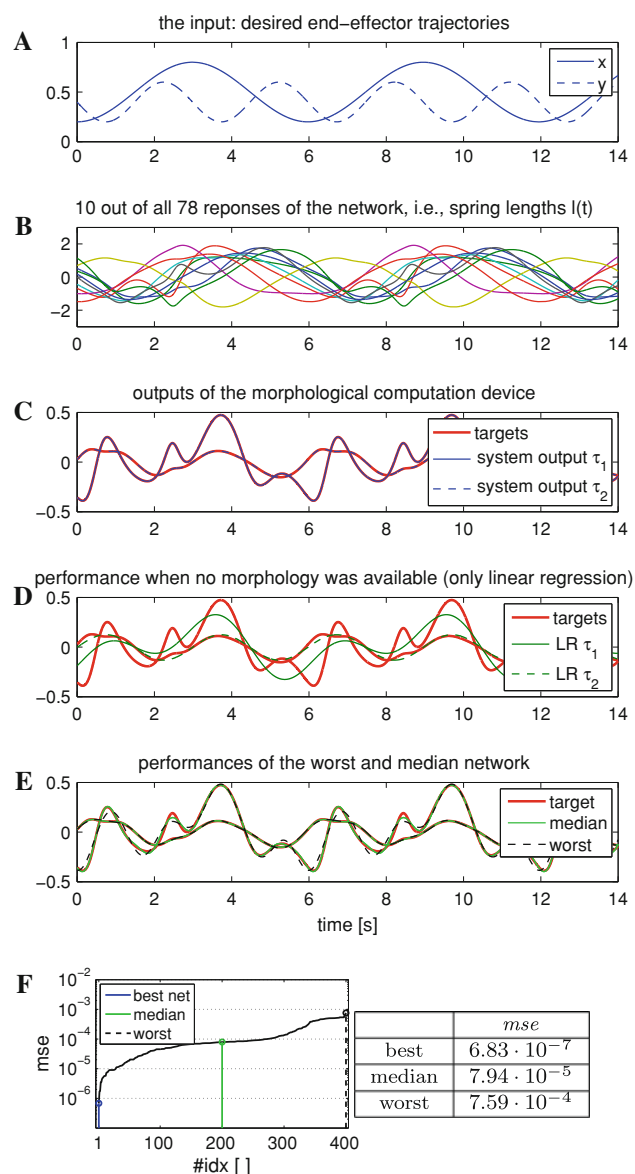 A
the input: desired end−effector trajectories
1
0.5
0
x
y
0 2 4 6 8 10 12 14
B
10 out of all 78 reponses of the network, i.e., spring lengths l(t)
2
0
−2
0 2 4 6 8 10 12 14
C
outputs of the morphological computation device
0.5
0
−0.5
targets
system output τ1
system output τ2
0 2 4 6 8 10 12 14
D
performance when no morphology was available (only linear regression)
0.5
0
−0.5
targets
LR τ1
LR τ2
0 2 4 6 8 10 12 14
E
performances of the worst and median network
0.5
0
−0.5
target
median
worst
0 2 4 6 8 10 12 14
time [s]
F
10−2
10−3
10−4
10−5
10−6
mse
best net
median
worst
1 100 200 300 400
#idx [ ]
mse
best 6.83 · 10−7
median 7.94 · 10−5
worst 7.59 · 10−4